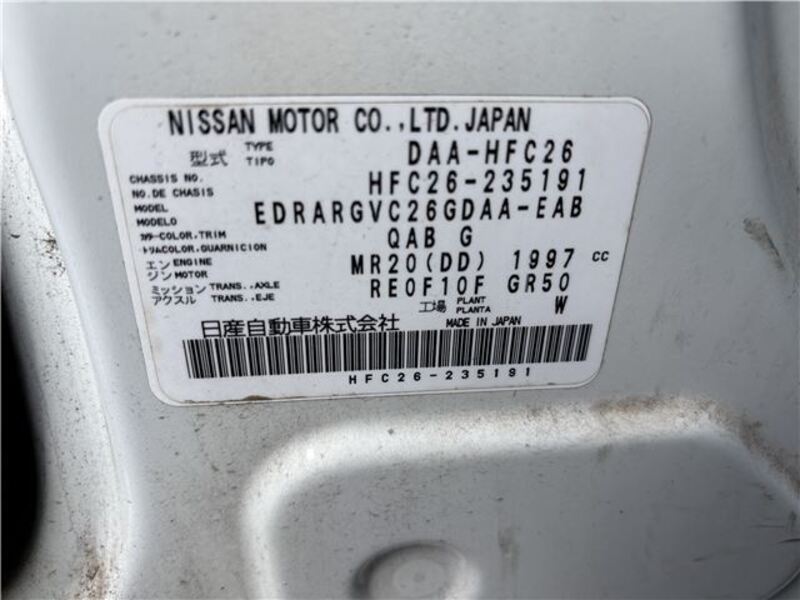 NISSAN MOTOR CO.,LTD.JAPAN
型式 TYPE TIPO DAA-HFC26
CHASSIS NO. NO.DE CHASIS HFC26-235191
MODEL MODELO EDRARGVC26GDAA-EAB
カラー-COLOR,TRIM トリムCOLOR,GUARNICION QAB G
エンジン ENGINE MOTOR MR20(DD) 1997 CC
ミッション TRANS.,AXLE アクスル TRANS.,EJE RE0F10F GR50
工場 PLANT PLANTA W
日産自動車株式会社 MADE IN JAPAN
HFC26-235191